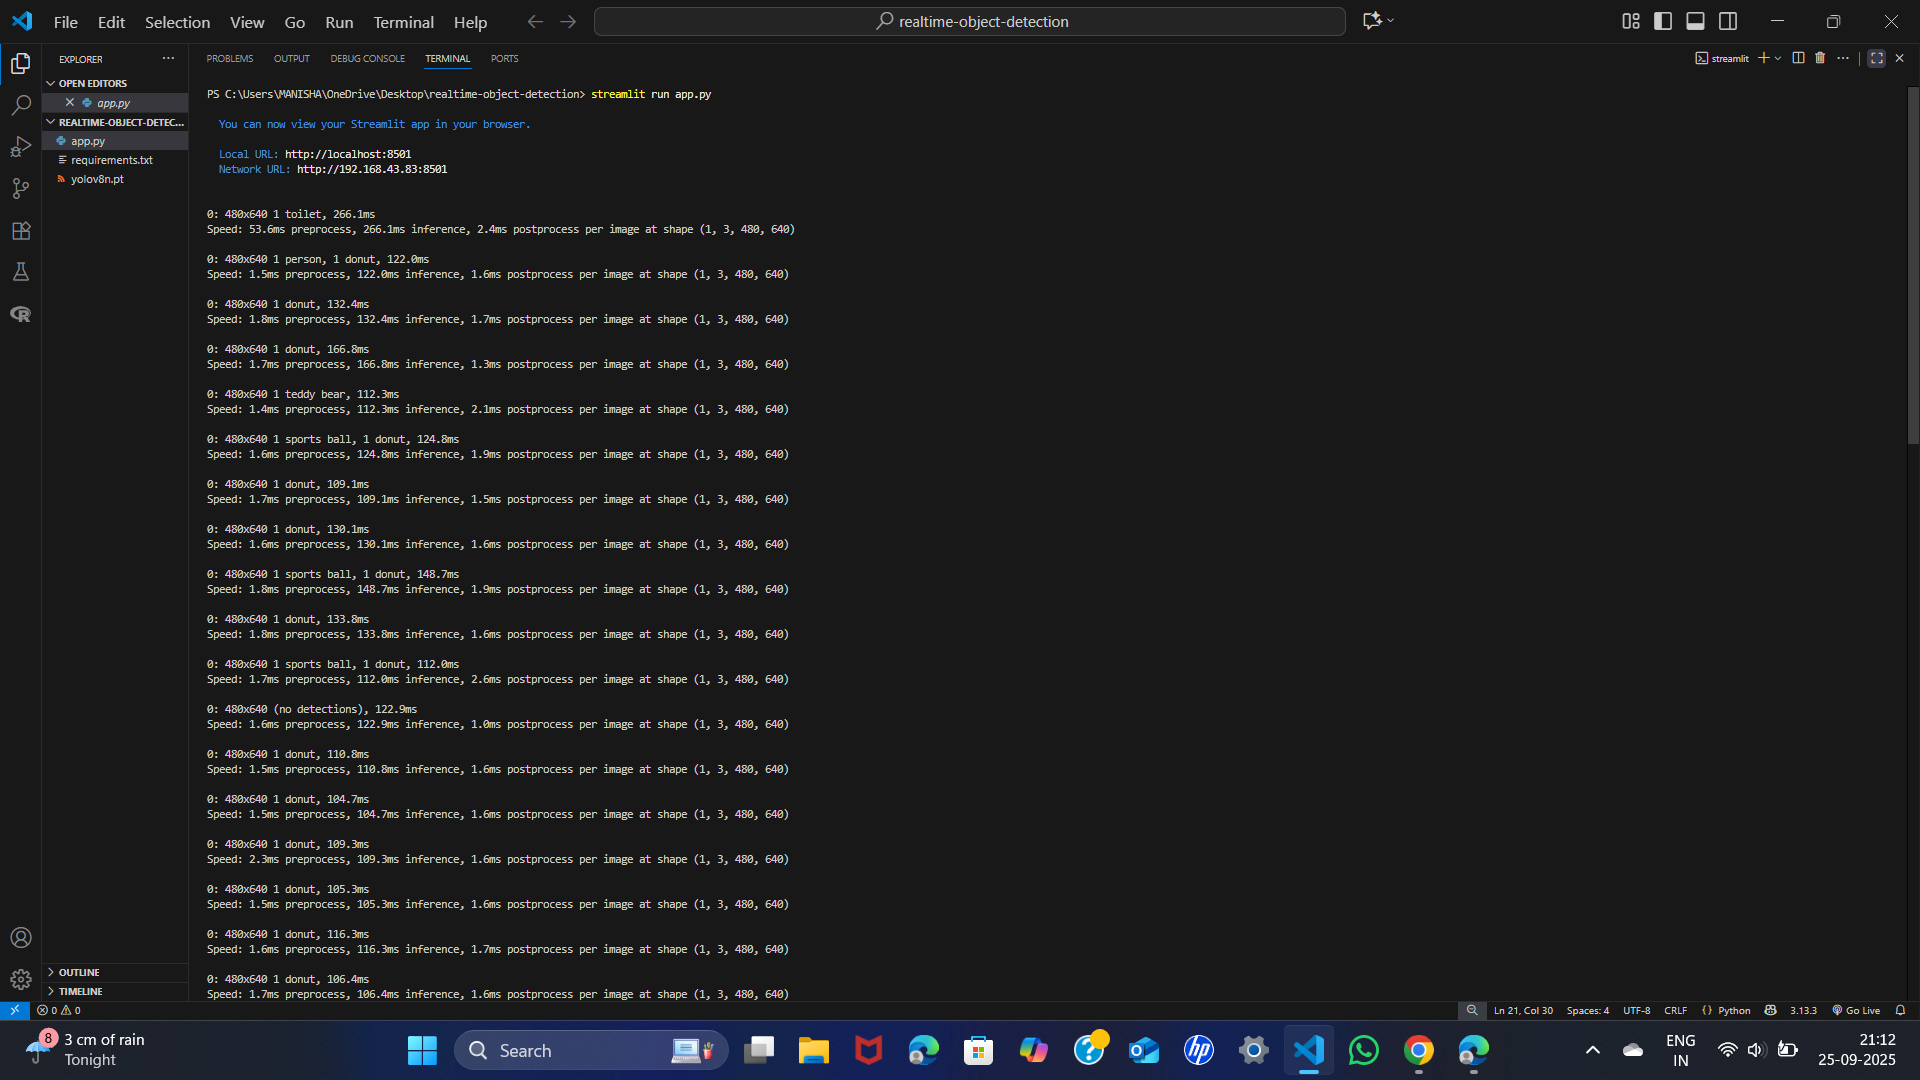 File Edit Selection View Go Run Terminal Help
realtime-object-detection
EXPLORER
OPEN EDITORS
app.py
REALTIME-OBJECT-DETEC...
app.py
requirements.txt
yolov8n.pt
OUTLINE
TIMELINE
PROBLEMS OUTPUT DEBUG CONSOLE TERMINAL PORTS
streamlit
PS C:\Users\MANISHA\OneDrive\Desktop\realtime-object-detection> streamlit run app.py
You can now view your Streamlit app in your browser.
Local URL: http://localhost:8501
Network URL: http://192.168.43.83:8501
0: 480x640 1 toilet, 266.1ms
Speed: 53.6ms preprocess, 266.1ms inference, 2.4ms postprocess per image at shape (1, 3, 480, 640)
0: 480x640 1 person, 1 donut, 122.0ms
Speed: 1.5ms preprocess, 122.0ms inference, 1.6ms postprocess per image at shape (1, 3, 480, 640)
0: 480x640 1 donut, 132.4ms
Speed: 1.8ms preprocess, 132.4ms inference, 1.7ms postprocess per image at shape (1, 3, 480, 640)
0: 480x640 1 donut, 166.8ms
Speed: 1.7ms preprocess, 166.8ms inference, 1.3ms postprocess per image at shape (1, 3, 480, 640)
0: 480x640 1 teddy bear, 112.3ms
Speed: 1.4ms preprocess, 112.3ms inference, 2.1ms postprocess per image at shape (1, 3, 480, 640)
0: 480x640 1 sports ball, 1 donut, 124.8ms
Speed: 1.6ms preprocess, 124.8ms inference, 1.9ms postprocess per image at shape (1, 3, 480, 640)
0: 480x640 1 donut, 109.1ms
Speed: 1.7ms preprocess, 109.1ms inference, 1.5ms postprocess per image at shape (1, 3, 480, 640)
0: 480x640 1 donut, 130.1ms
Speed: 1.6ms preprocess, 130.1ms inference, 1.6ms postprocess per image at shape (1, 3, 480, 640)
0: 480x640 1 sports ball, 1 donut, 148.7ms
Speed: 1.8ms preprocess, 148.7ms inference, 1.9ms postprocess per image at shape (1, 3, 480, 640)
0: 480x640 1 donut, 133.8ms
Speed: 1.8ms preprocess, 133.8ms inference, 1.6ms postprocess per image at shape (1, 3, 480, 640)
0: 480x640 1 sports ball, 1 donut, 112.0ms
Speed: 1.7ms preprocess, 112.0ms inference, 2.6ms postprocess per image at shape (1, 3, 480, 640)
0: 480x640 (no detections), 122.9ms
Speed: 1.6ms preprocess, 122.9ms inference, 1.0ms postprocess per image at shape (1, 3, 480, 640)
0: 480x640 1 donut, 110.8ms
Speed: 1.5ms preprocess, 110.8ms inference, 1.6ms postprocess per image at shape (1, 3, 480, 640)
0: 480x640 1 donut, 104.7ms
Speed: 1.5ms preprocess, 104.7ms inference, 1.6ms postprocess per image at shape (1, 3, 480, 640)
0: 480x640 1 donut, 109.3ms
Speed: 2.3ms preprocess, 109.3ms inference, 1.6ms postprocess per image at shape (1, 3, 480, 640)
0: 480x640 1 donut, 105.3ms
Speed: 1.5ms preprocess, 105.3ms inference, 1.6ms postprocess per image at shape (1, 3, 480, 640)
0: 480x640 1 donut, 116.3ms
Speed: 1.6ms preprocess, 116.3ms inference, 1.7ms postprocess per image at shape (1, 3, 480, 640)
0: 480x640 1 donut, 106.4ms
Speed: 1.7ms preprocess, 106.4ms inference, 1.6ms postprocess per image at shape (1, 3, 480, 640)
0 0
Ln 21, Col 30 Spaces: 4 UTF-8 CRLF {} Python 3.13.3 Go Live
8
3 cm of rain
Tonight
Search
hp
ENG
IN
21:12
25-09-2025